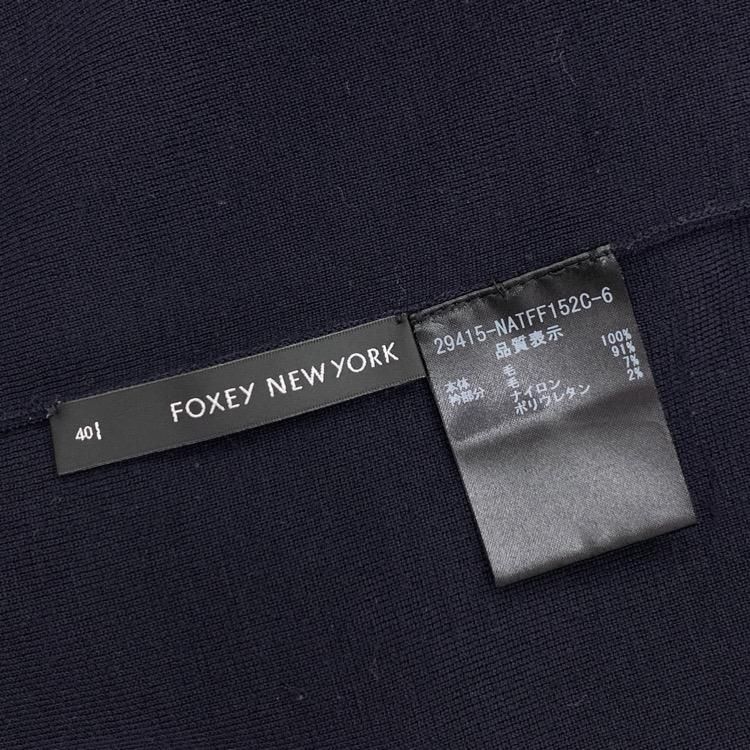 40
FOXEY NEW YORK
29415-NATFF152C-6
品質表示
本体 毛 100%
衿部分 毛 91%
ナイロン 7%
ポリウレタン 2%